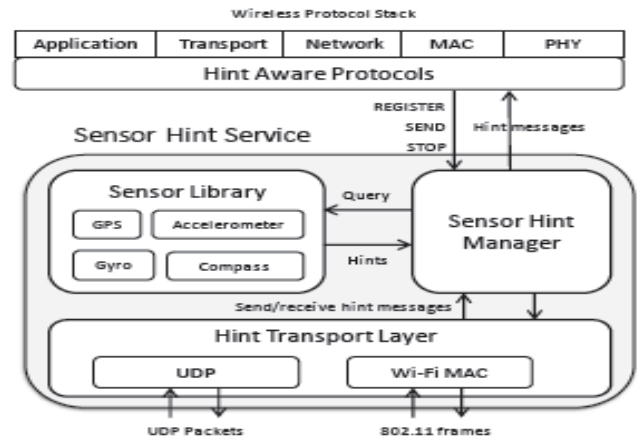 Wireless Protocol Stack
Application Transport Network MAC PHY
Hint Aware Protocols
REGISTER
SEND
STOP
Hint messages
Sensor Hint Service
Sensor Library
GPS Accelerometer
Gyro Compass
Query
Hints
Sensor Hint
Manager
Send/receive hint messages
Hint Transport Layer
UDP Wi-Fi MAC
UDP Packets 802.11 frames